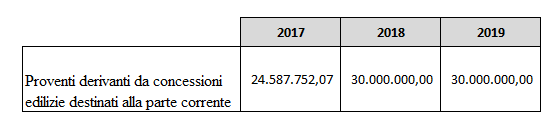 2017 2018 2019
Proventi derivanti da concessioni
edilizie destinati alla parte corrente
24.587.752,07 30.000.000,00 30.000.000,00